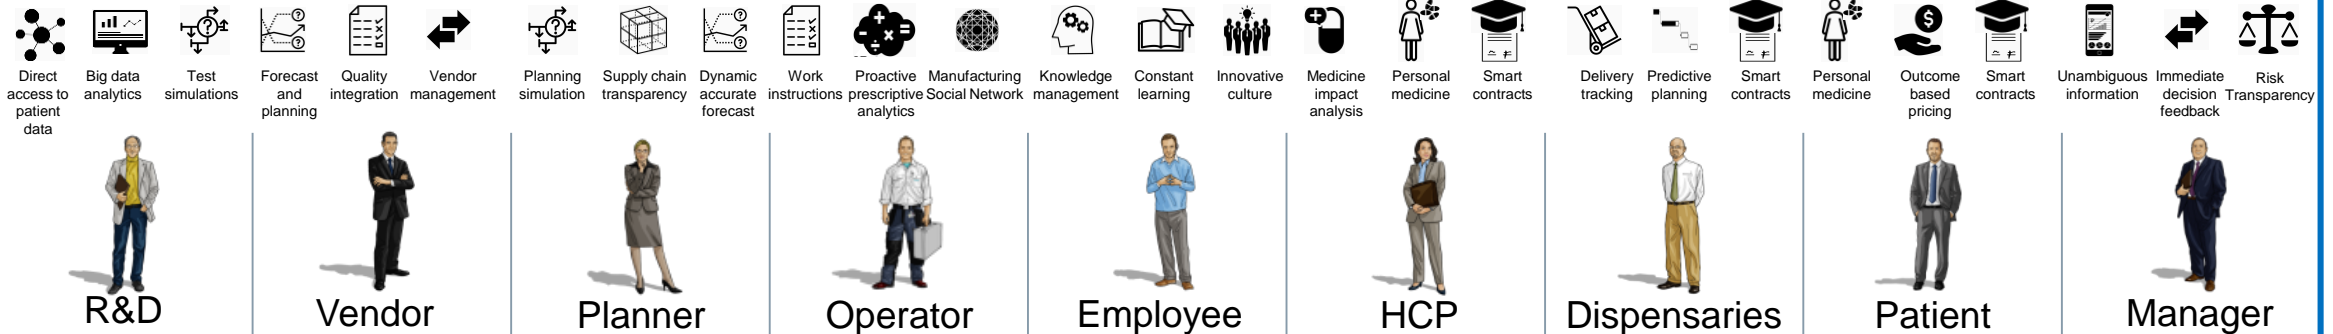 Direct
access to
patient
data
Big data
analytics
Test
simulations
Forecast
and
planning
Quality
integration
Vendor
management
Planning
simulation
Supply chain
transparency
Dynamic
accurate
forecast
Work
instructions
Proactive
prescriptive
analytics
Manufacturing
Social Network
Knowledge
management
Constant
learning
Innovative
culture
Medicine
impact
analysis
Personal
medicine
Smart
contracts
Delivery
tracking
Predictive
planning
Smart
contracts
Personal
medicine
Outcome
based
pricing
Smart
contracts
Unambiguous
information
Immediate
decision
feedback
Risk
Transparency
R&D
Vendor
Planner
Operator
Employee
HCP
Dispensaries
Patient
Manager